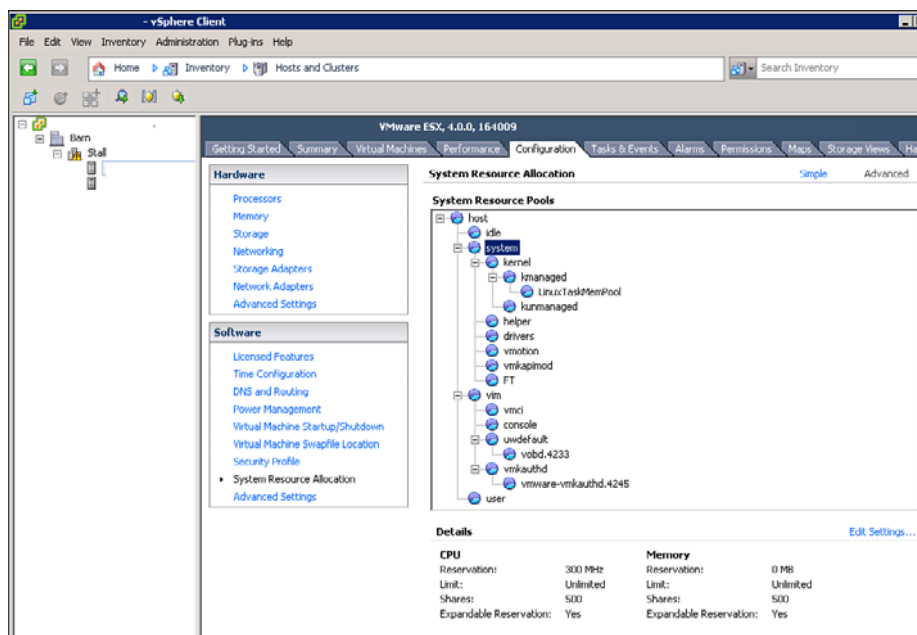 - vSphere Client
File Edit View Inventory Administration Plug-ins Help
Home Inventory Hosts and Clusters Search Inventory
Barn
Stall
VMware ESX, 4.0.0, 164009
Getting Started Summary Virtual Machines Performance Configuration Tasks & Events Alarms Permissions Maps Storage Views Ha
Hardware
Processors
Memory
Storage
Networking
Storage Adapters
Network Adapters
Advanced Settings
Software
Licensed Features
Time Configuration
DNS and Routing
Power Management
Virtual Machine Startup/Shutdown
Virtual Machine Swapfile Location
Security Profile
System Resource Allocation
Advanced Settings
System Resource Allocation Simple Advanced
System Resource Pools
host
idle
system
kernel
kmanaged
LinuxTaskMemPool
kunmanaged
helper
drivers
vmotion
vmkapimod
FT
vim
vmci
console
uwdefault
vobd.4233
vmkauthd
vmware-vmkauthd.4245
user
Details Edit Settings...
CPU Memory
Reservation: 300 MHz Reservation: 0 MB
Limit: Unlimited Limit: Unlimited
Shares: 500 Shares: 500
Expandable Reservation: Yes Expandable Reservation: Yes